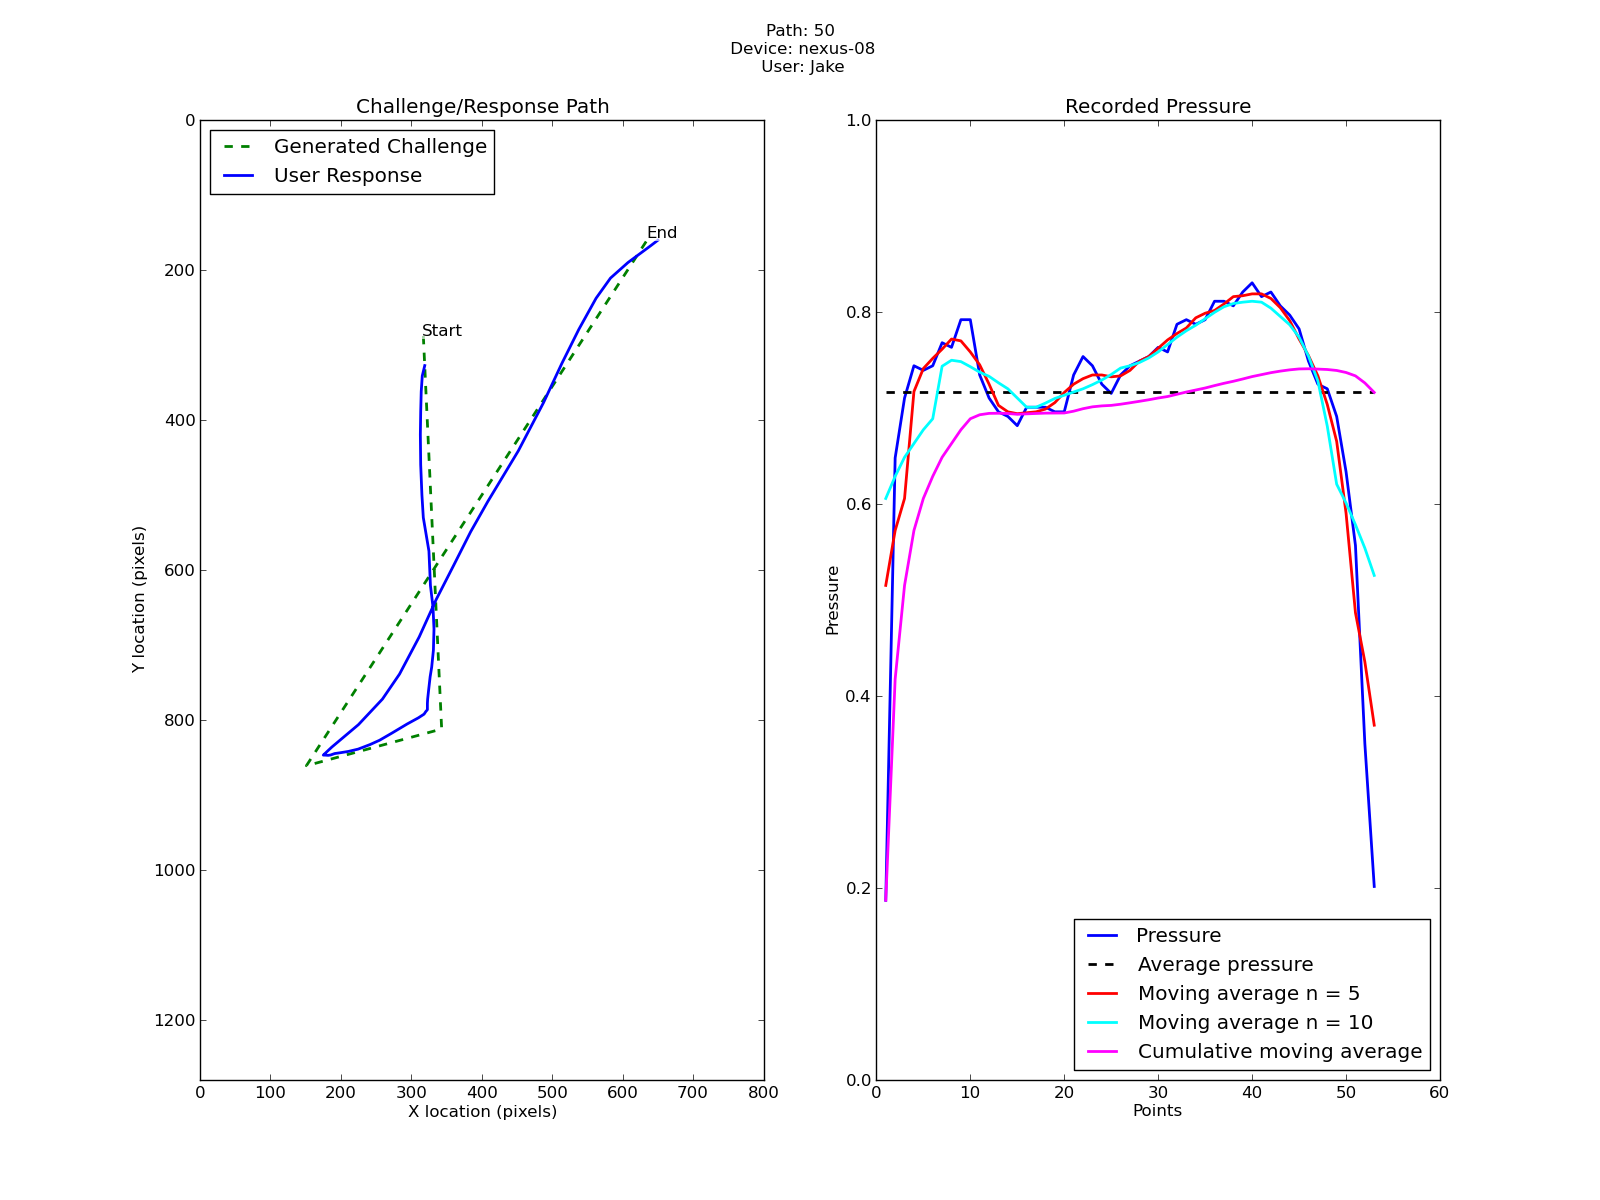 Path: 50
Device: nexus-08
User: Jake
Challenge/Response Path
Generated Challenge
User Response
Start
End
0
200
400
600
800
1000
1200
Y location (pixels)
0 100 200 300 400 500 600 700 800
X location (pixels)
Recorded Pressure
1.0
0.8
0.6
0.4
0.2
0.0
Pressure
Pressure
Average pressure
Moving average n = 5
Moving average n = 10
Cumulative moving average
0 10 20 30 40 50 60
Points